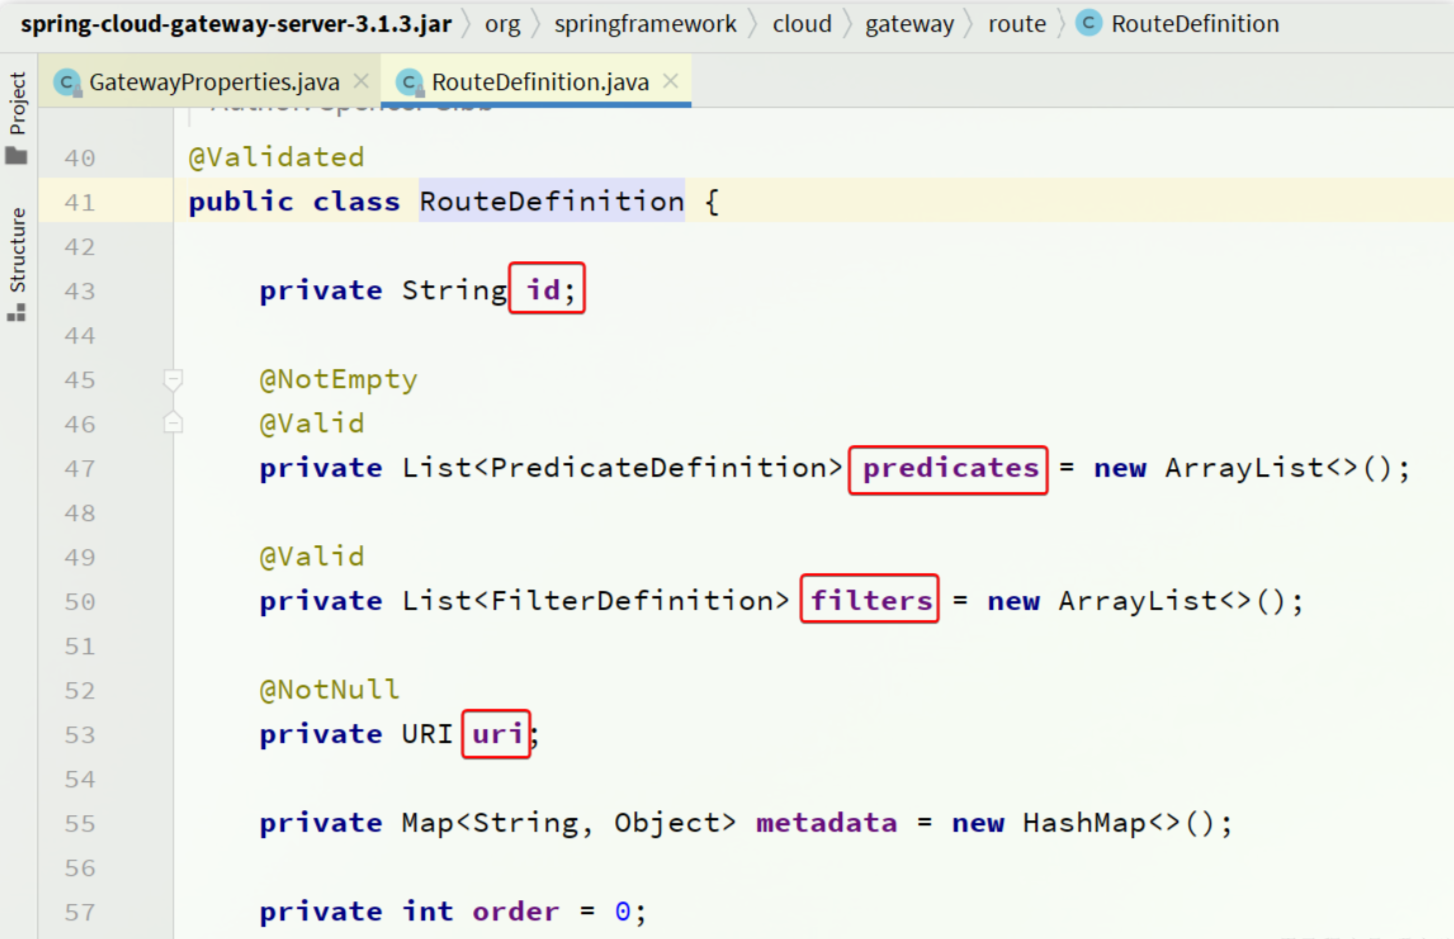 spring-cloud-gateway-server-3.1.3.jar org springframework cloud gateway route C RouteDefinition
Project
Structure
C GatewayProperties.java × C RouteDefinition.java ×
40 @Validated
41 public class RouteDefinition {
42
43 private String id;
44
45 @NotEmpty
46 @Valid
47 private List<PredicateDefinition> predicates = new ArrayList<>();
48
49 @Valid
50 private List<FilterDefinition> filters = new ArrayList<>();
51
52 @NotNull
53 private URI uri;
54
55 private Map<String, Object> metadata = new HashMap<>();
56
57 private int order = 0;